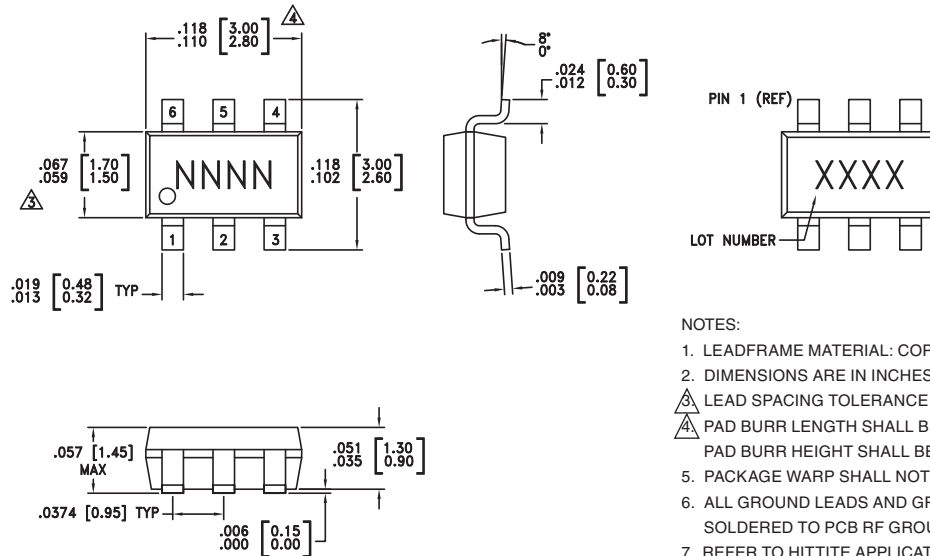 .118 [3.00]
.110 [2.80]
4
6 5 4
.067 [1.70]
.059 [1.50]
3
NNNN
.118 [3.00]
.102 [2.60]
1 2 3
.019 [0.48]
.013 [0.32]
TYP
8°
0°
.024 [0.60]
.012 [0.30]
.009 [0.22]
.003 [0.08]
PIN 1 (REF)
XXXX
LOT NUMBER
.057 [1.45]
MAX
.051 [1.30]
.035 [0.90]
.0374 [0.95] TYP
.006 [0.15]
.000 [0.00]
NOTES:
1. LEADFRAME MATERIAL:
2. DIMENSIONS ARE IN INCHES
3. LEAD SPACING TOLERANCE
4. PAD BURR LENGTH SHALL
PAD BURR HEIGHT SHALL BE
5. PACKAGE WARP SHALL NOT
6. ALL GROUND LEADS AND
SOLDERED TO PCB RF
7. REFER TO HITTITE